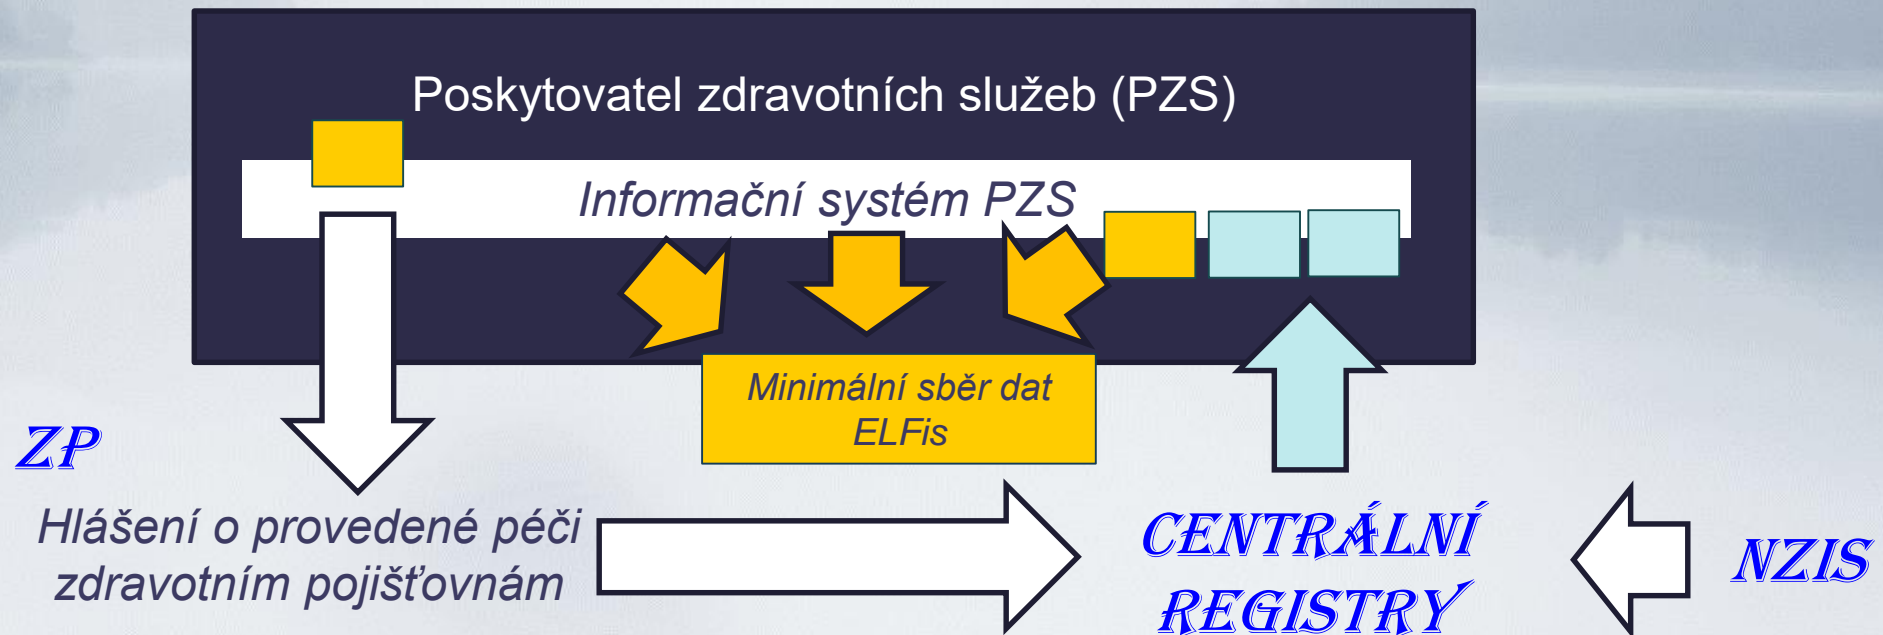 Poskytovatel zdravotních služeb (PZS)
Informační systém PZS
Minimální sběr dat
ELFis
ZP
Hlášení o provedené péči
zdravotním pojišťovnám
CENTRÁLNÍ
REGISTRY
NZIS